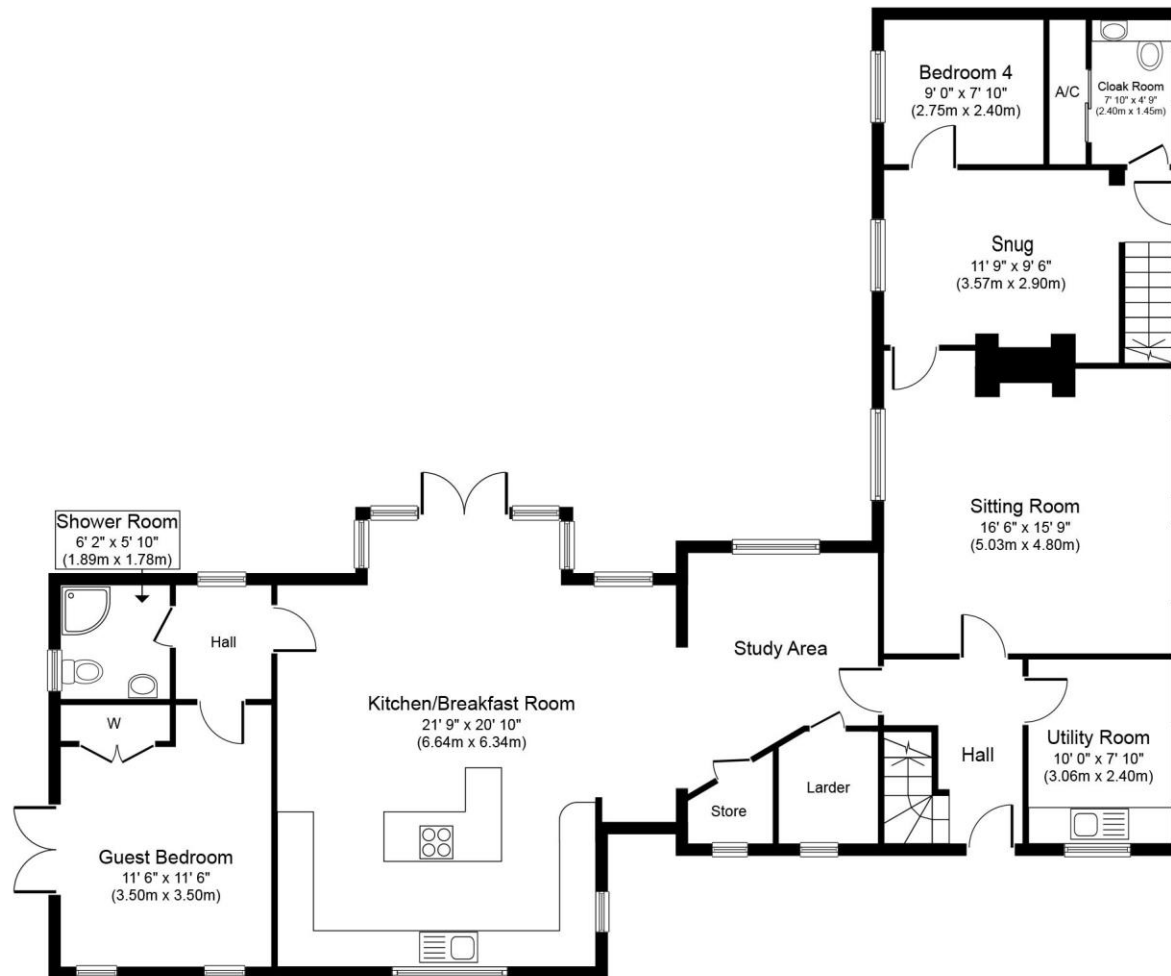 Bedroom 4
9' 0" x 7' 10"
(2.75m x 2.40m)
A/C
Cloak Room
7' 10" x 4' 9"
(2.40m x 1.45m)
Snug
11' 9" x 9' 6"
(3.57m x 2.90m)
Sitting Room
16' 6" x 15' 9"
(5.03m x 4.80m)
Shower Room
6' 2" x 5' 10"
(1.89m x 1.78m)
Hall
Study Area
Kitchen/Breakfast Room
21' 9" x 20' 10"
(6.64m x 6.34m)
W
Hall
Utility Room
10' 0" x 7' 10"
(3.06m x 2.40m)
Larder
Store
Guest Bedroom
11' 6" x 11' 6"
(3.50m x 3.50m)